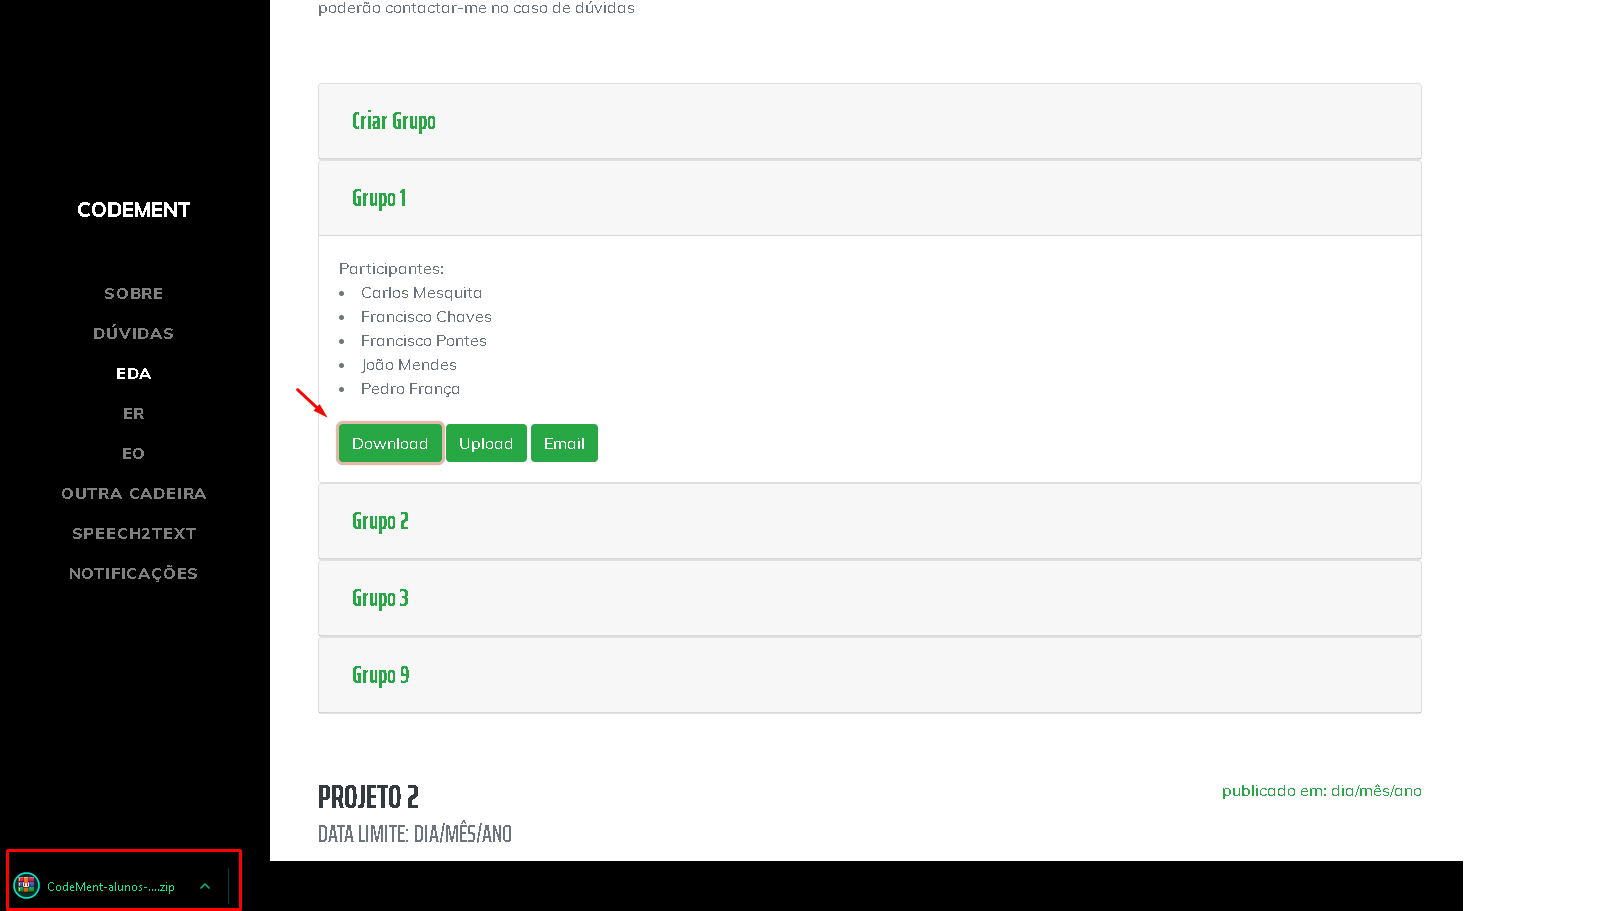 poderão contactar-me no caso de dúvidas
Criar Grupo
Grupo 1
CODEMENT
SOBRE
DÚVIDAS
EDA
ER
EO
OUTRA CADEIRA
SPEECH2TEXT
NOTIFICAÇÕES
Participantes:
• Carlos Mesquita
• Francisco Chaves
• Francisco Pontes
• João Mendes
• Pedro França
Download Upload Email
Grupo 2
Grupo 3
Grupo 9
PROJETO 2
publicado em: dia/mês/ano
DATA LIMITE: DIA/MÊS/ANO
CodeMent-alunos-....zip